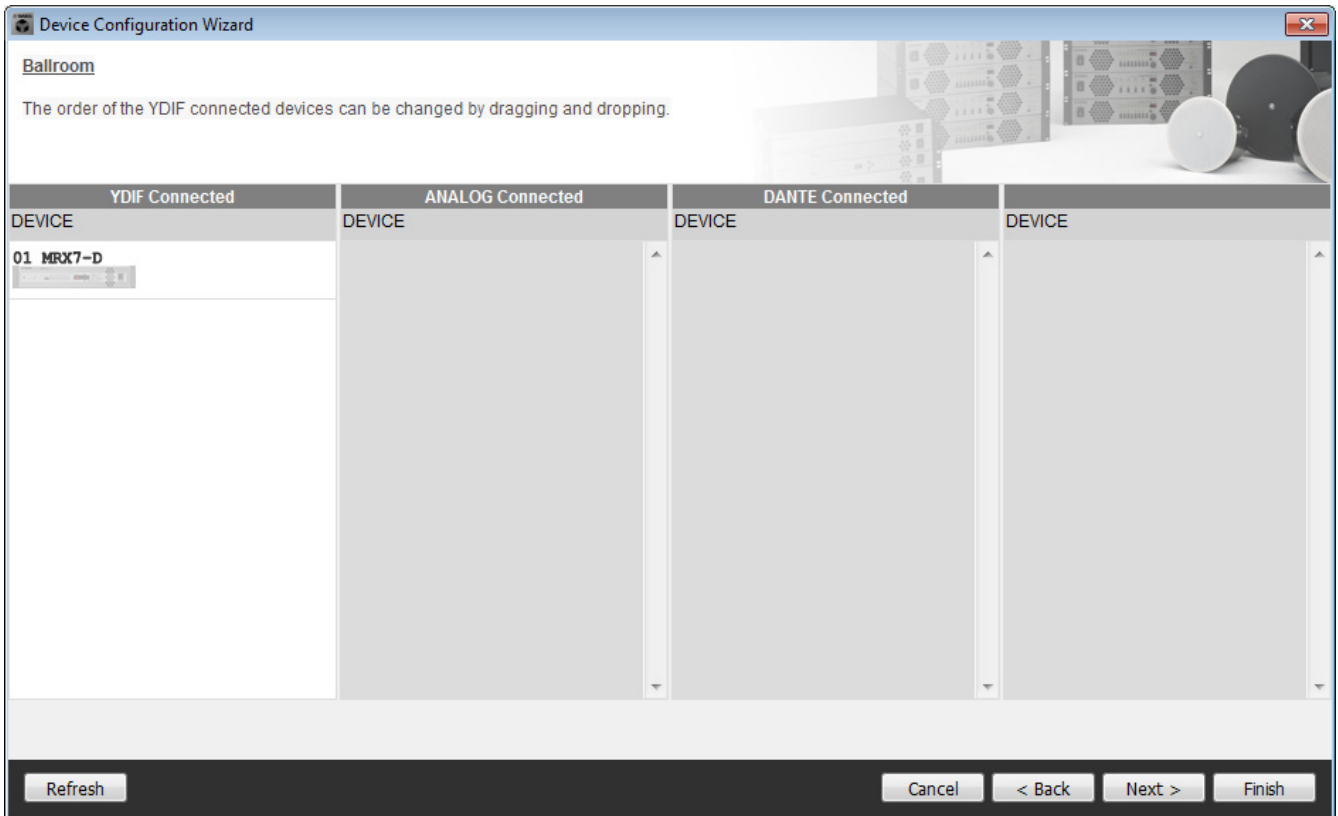 Device Configuration Wizard
Ballroom
The order of the YDIF connected devices can be changed by dragging and dropping.
YDIF Connected
ANALOG Connected
DANTE Connected
DEVICE
DEVICE
DEVICE
DEVICE
01 MRX7-D
Refresh
Cancel
< Back
Next >
Finish